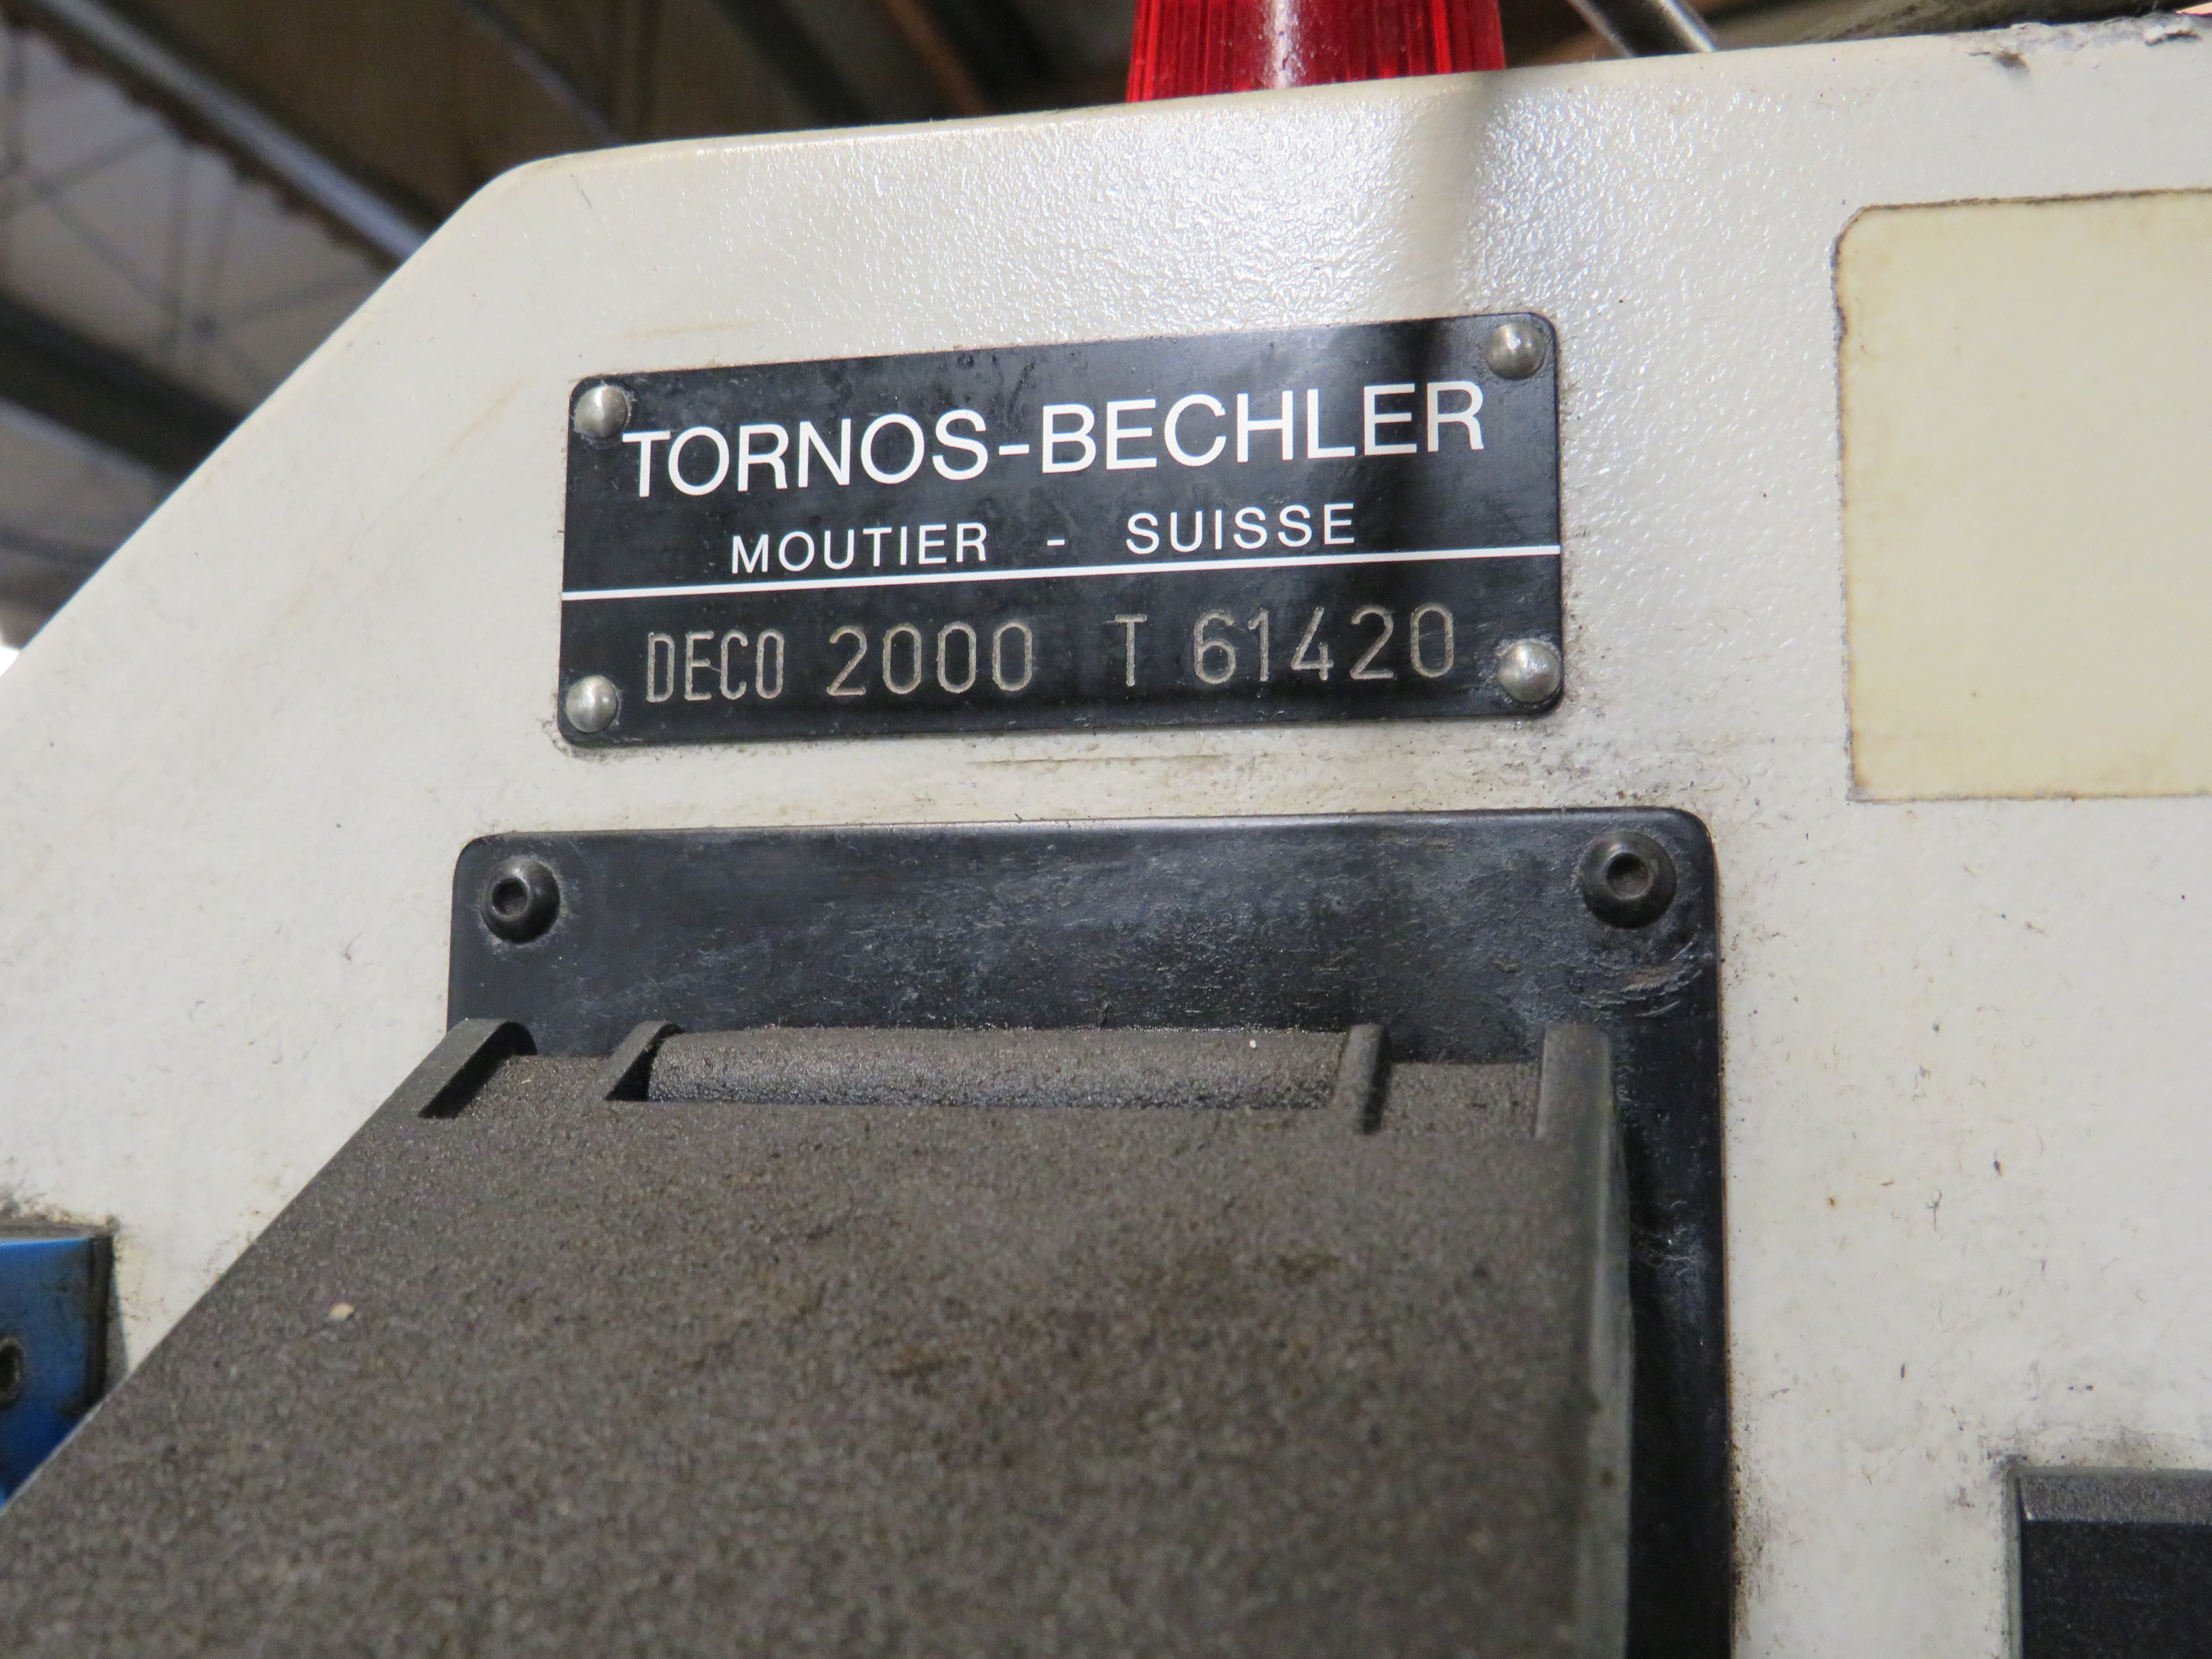 TORNOS-BECHLER
MOUTIER - SUISSE
DECO 2000 T 61420